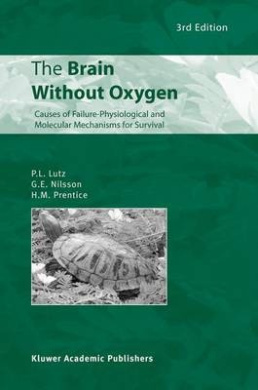 3rd Edition
The Brain
Without Oxygen
Causes of Failure-Physiological and
Molecular Mechanisms for Survival
P.L. Lutz
G.E. Nilsson
H.M. Prentice
Kluwer Academic Publishers